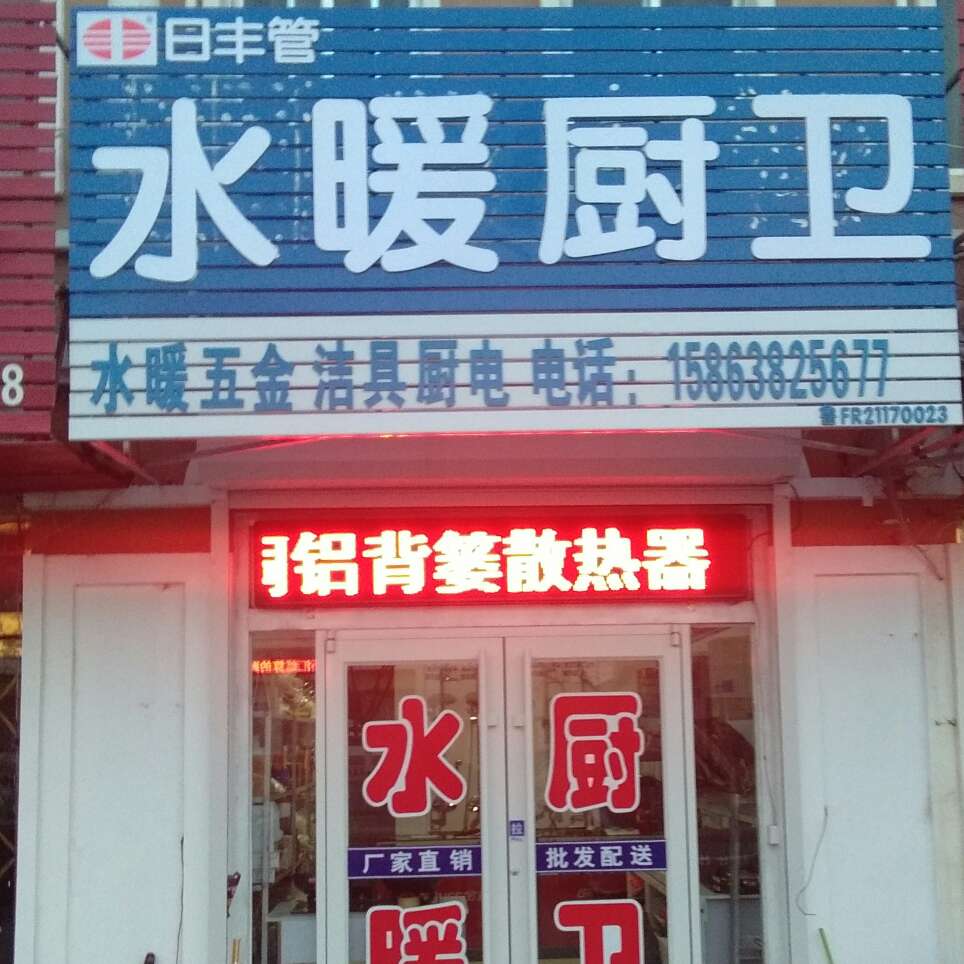 日丰管
水暖厨卫
水暖五金 洁具厨电 电话：15863825677
鲁FR21170023
8
铝背篓散热器
水 厨
拉
厂家直销 批发配送
暖 卫